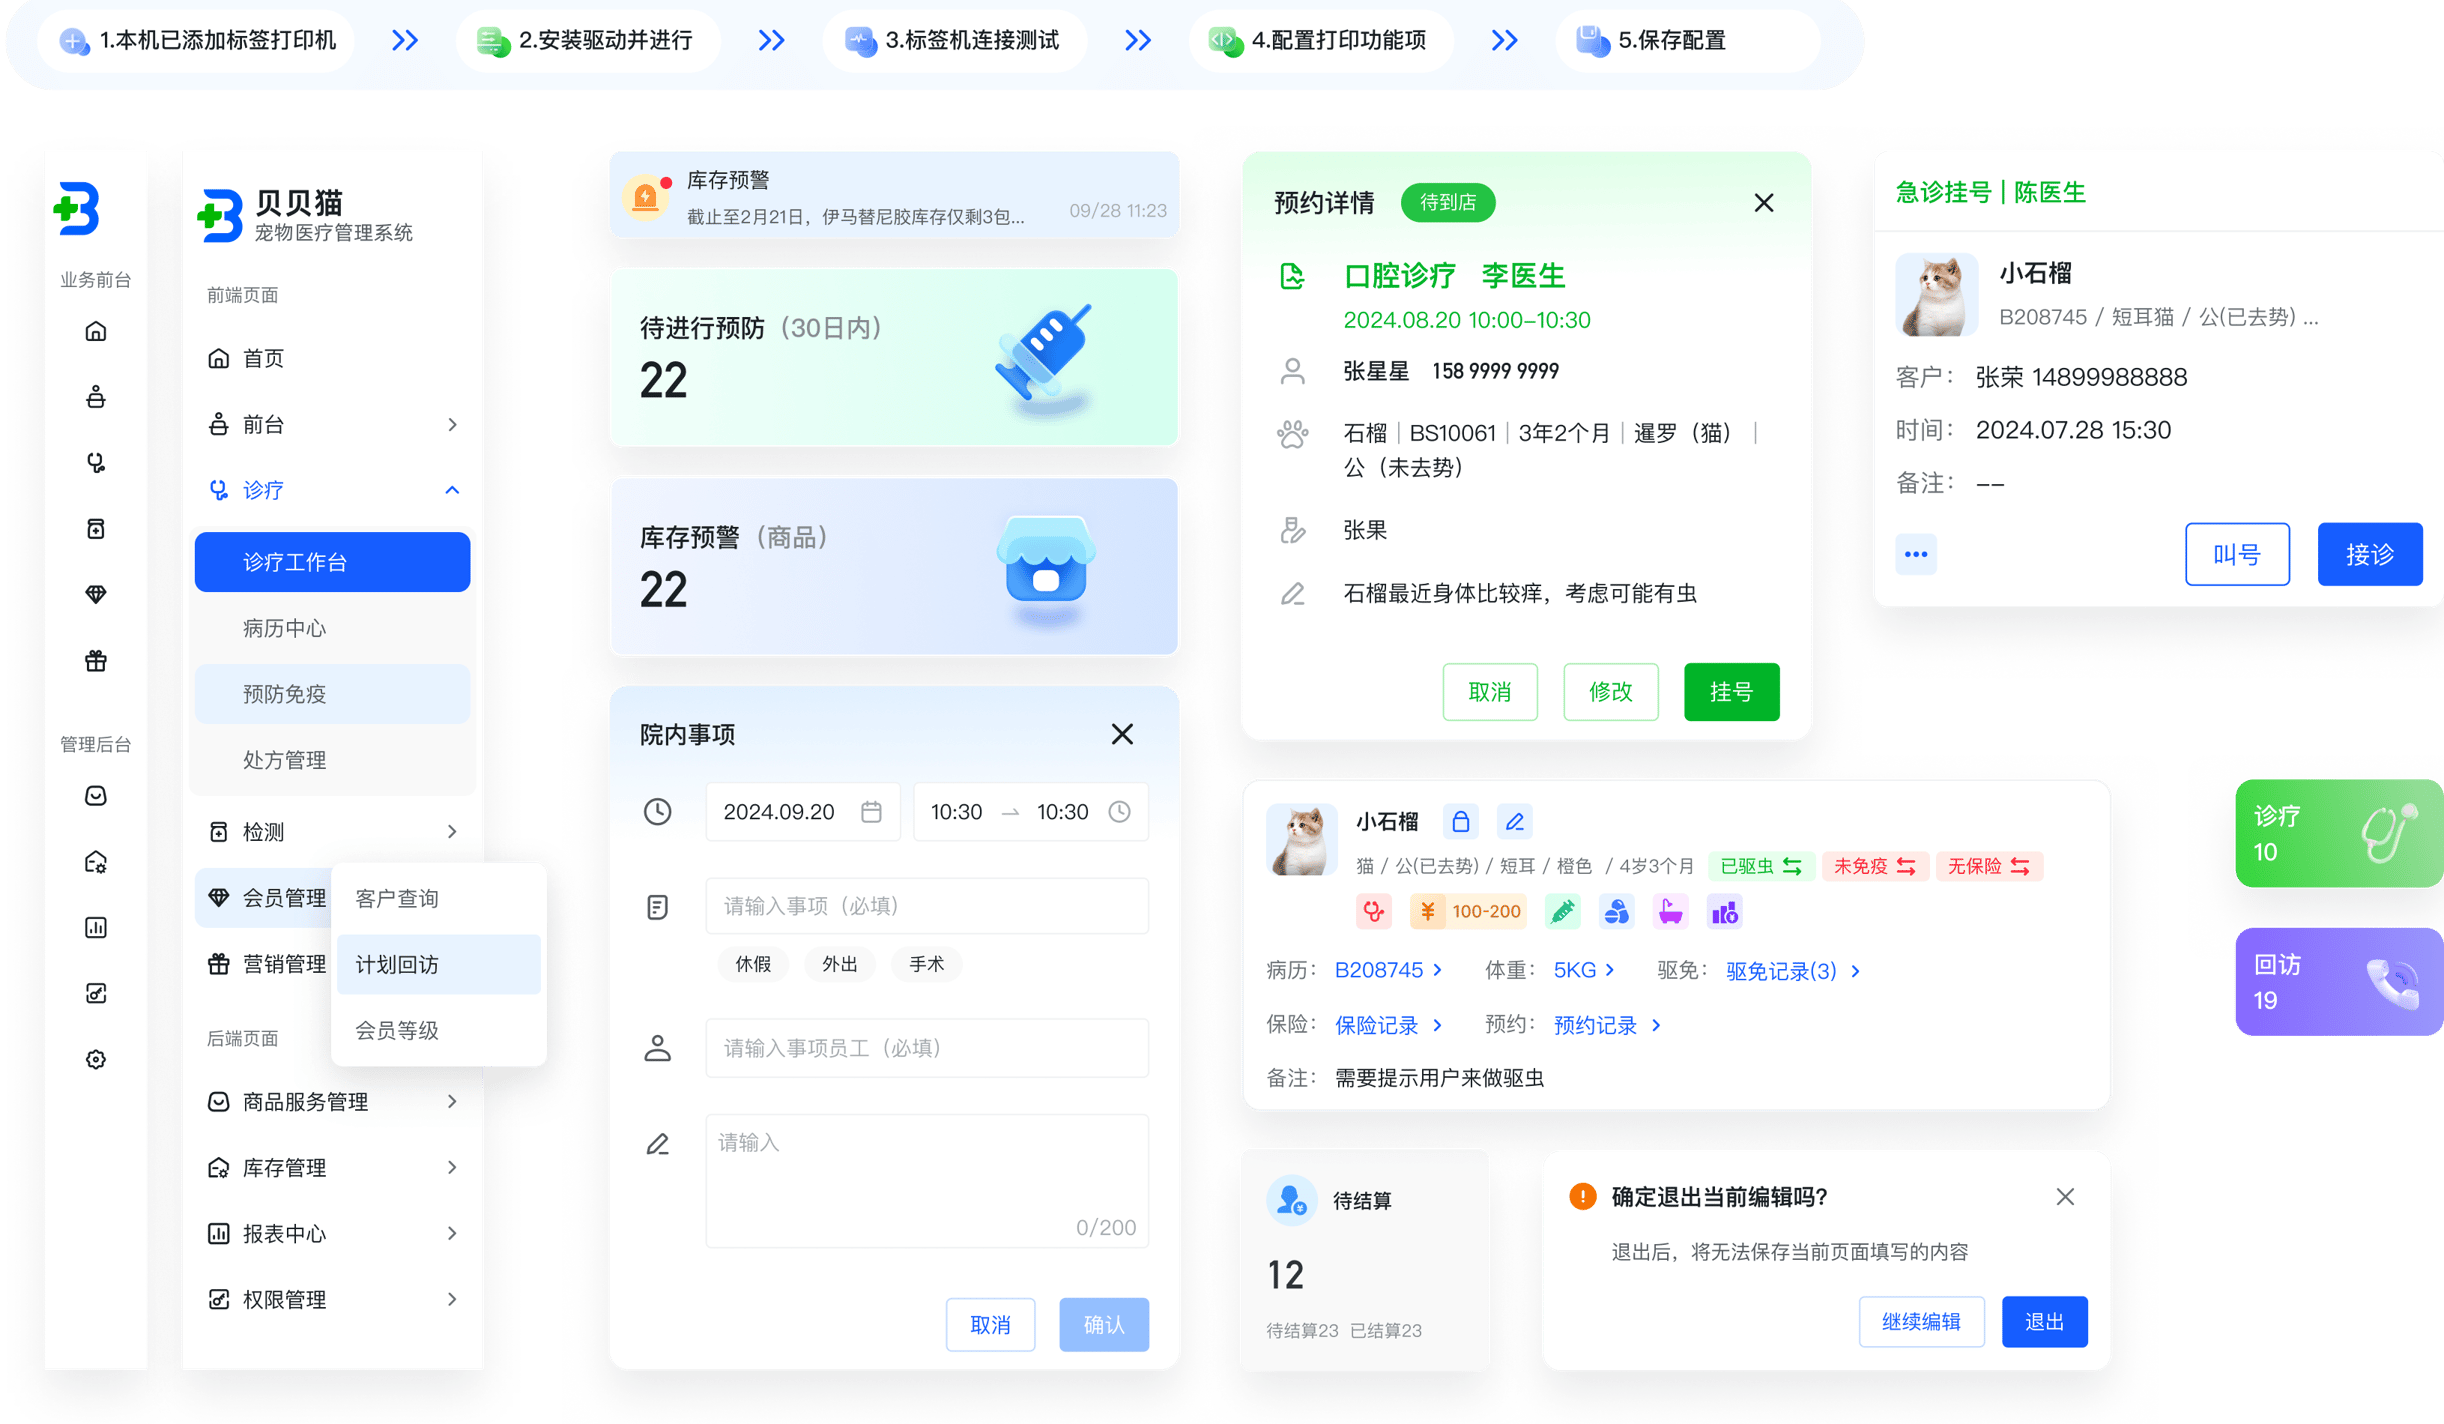 1.本机已添加标签打印机
2.安装驱动并进行
3.标签机连接测试
4.配置打印功能项
5.保存配置
业务前台
管理后台
贝贝猫
宠物医疗管理系统
前端页面
首页
前台
诊疗
诊疗工作台
病历中心
预防免疫
处方管理
检测
会员管理
营销管理
客户查询
计划回访
会员等级
后端页面
商品服务管理
库存管理
报表中心
权限管理
库存预警
截止至2月21日，伊马替尼胶库存仅剩3包...
09/28 11:23
待进行预防（30日内）
22
库存预警（商品）
22
院内事项
2024.09.20
10:30 → 10:30
请输入事项（必填）
休假 外出 手术
请输入事项员工（必填）
请输入
0/200
取消 确认
预约详情 待到店
口腔诊疗 李医生
2024.08.20 10:00-10:30
张星星 158 9999 9999
石榴 | BS10061 | 3年2个月 | 暹罗（猫） |
公（未去势）
张果
石榴最近身体比较痒，考虑可能有虫
取消 修改 挂号
急诊挂号 | 陈医生
小石榴
B208745 / 短耳猫 / 公(已去势) ...
客户： 张荣 14899988888
时间： 2024.07.28 15:30
备注： --
叫号 接诊
小石榴
猫 / 公(已去势) / 短耳 / 橙色 / 4岁3个月 已驱虫 未免疫 无保险
¥ 100-200
病历： B208745 体重： 5KG 驱免： 驱免记录(3)
保险： 保险记录 预约： 预约记录
备注： 需要提示用户来做驱虫
诊疗
10
回访
19
待结算
12
待结算23 已结算23
确定退出当前编辑吗?
退出后，将无法保存当前页面填写的内容
继续编辑 退出